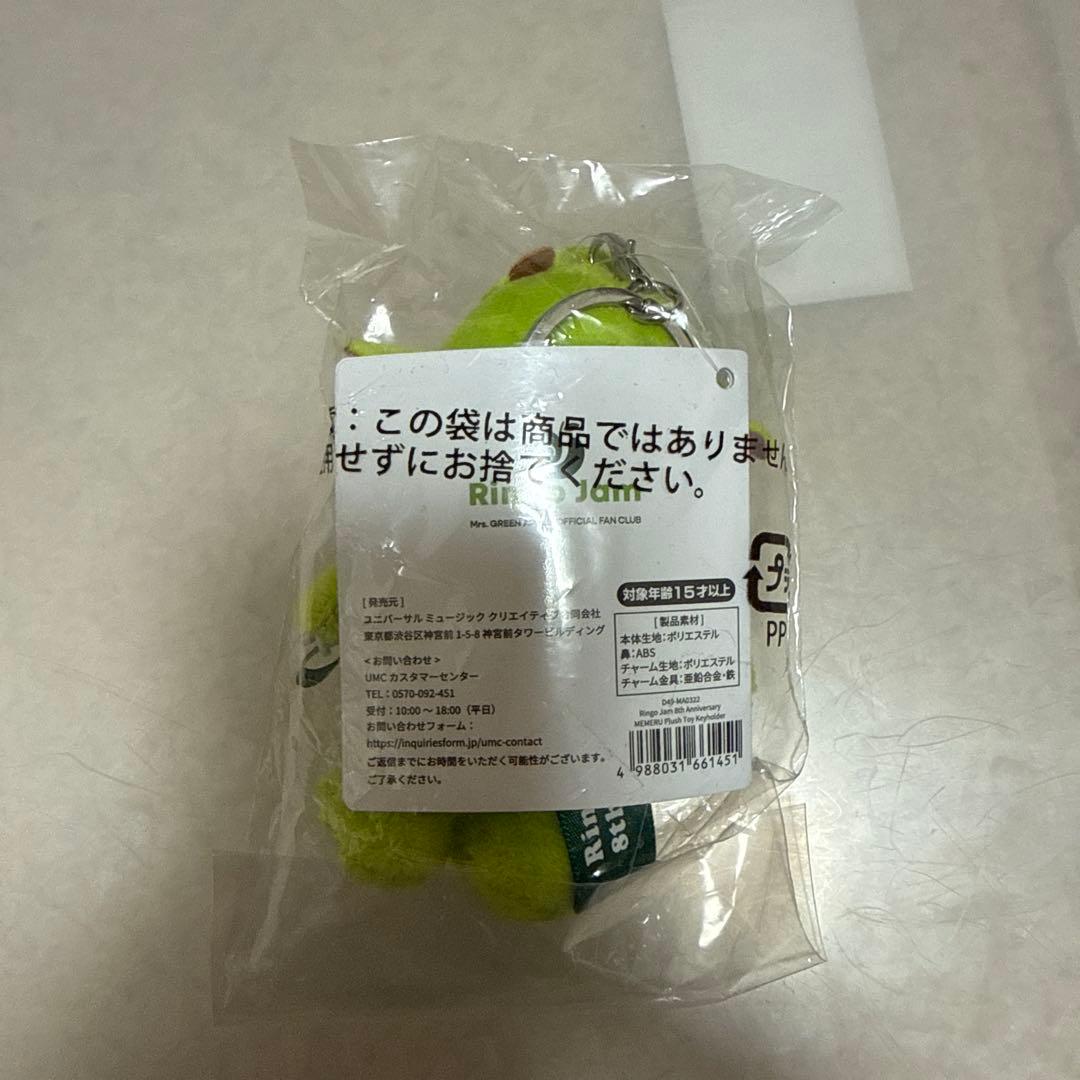 ：この袋は商品ではありません
用せずにお捨てください。
Ringo Jam
Mrs. GREEN OFFICIAL FAN CLUB
対象年齢15才以上
[発売元]
ユニバーサル ミュージック クリエイティブ合同会社
東京都渋谷区神宮前 1-5-8 神宮前タワービルディング
<お問い合わせ>
UMC カスタマーセンター
TEL：0570-092-451
受付：10:00 〜 18:00（平日）
お問い合わせフォーム：
https://inquiriesform.jp/umc-contact
ご返信までにお時間をいただく可能性がございます。
ご了承ください。
[製品素材]
本体生地：ポリエステル
鼻：ABS
チャーム生地：ポリエステル
チャーム金具：亜鉛合金・鉄
D49-MA0322
Ringo Jam 8th Anniversary
MEMERU Plush Toy Keyholder
4 988031 661451
プラ
PP
Rin
8th